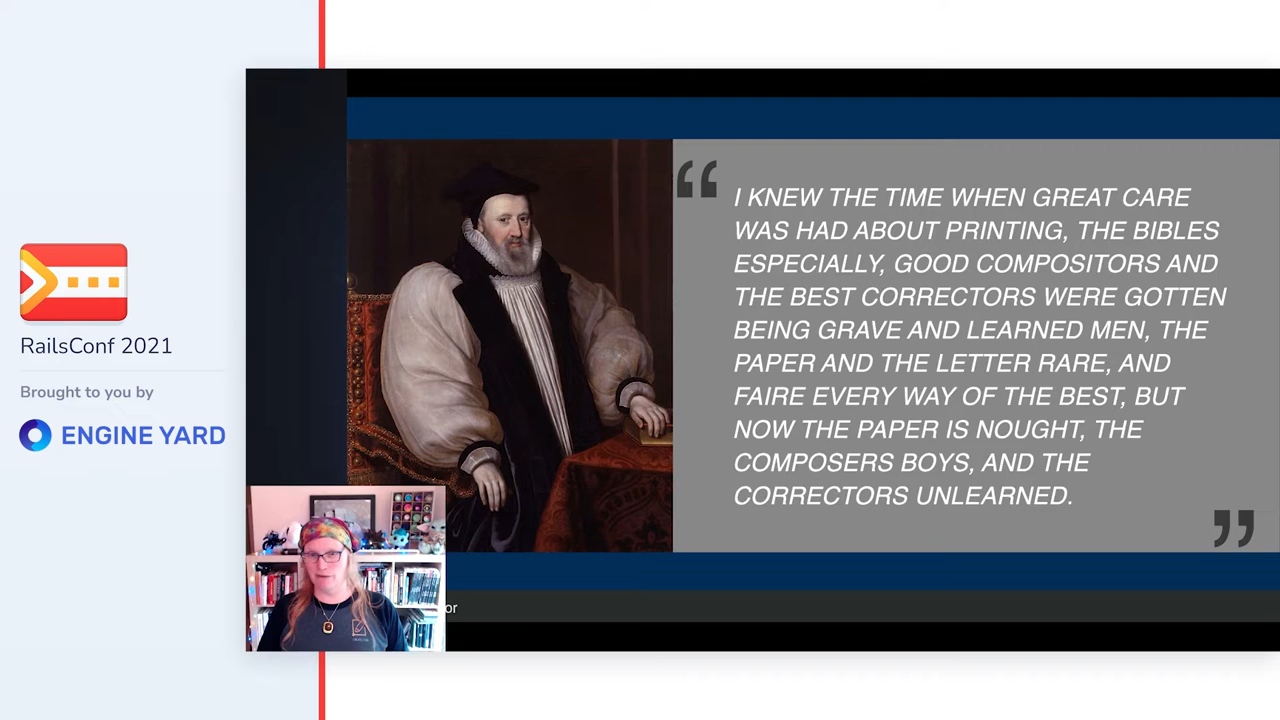 RailsConf 2021
Brought to you by
ENGINE YARD
“
I KNEW THE TIME WHEN GREAT CARE
WAS HAD ABOUT PRINTING, THE BIBLES
ESPECIALLY, GOOD COMPOSITORS AND
THE BEST CORRECTORS WERE GOTTEN
BEING GRAVE AND LEARNED MEN, THE
PAPER AND THE LETTER RARE, AND
FAIRE EVERY WAY OF THE BEST, BUT
NOW THE PAPER IS NOUGHT, THE
COMPOSERS BOYS, AND THE
CORRECTORS UNLEARNED.
”
or